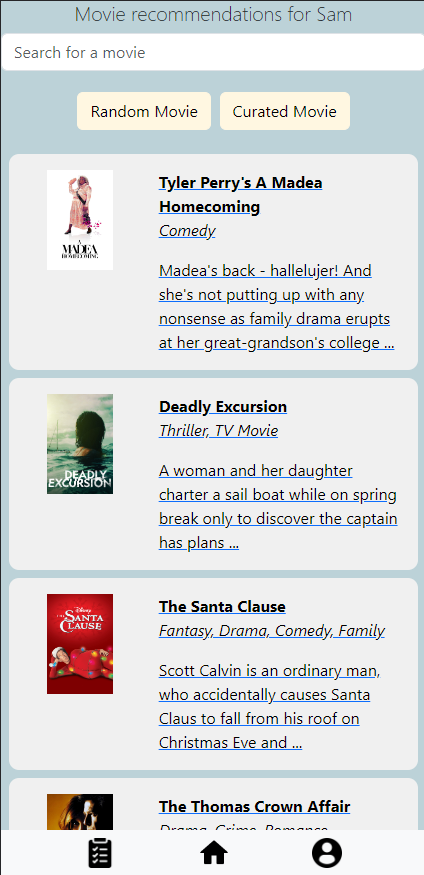 Movie recommendations for Sam
Search for a movie
Random Movie
Curated Movie
A
MADEA
HOMECOMING
Tyler Perry's A Madea
Homecoming
Comedy
Madea's back - hallelujer! And
she's not putting up with any
nonsense as family drama erupts
at her great-grandson's college ...
DEADLY
EXCURSION
Deadly Excursion
Thriller, TV Movie
A woman and her daughter
charter a sail boat while on spring
break only to discover the captain
has plans ...
Disney
THE
SANTA
CLAUSE
The Santa Clause
Fantasy, Drama, Comedy, Family
Scott Calvin is an ordinary man,
who accidentally causes Santa
Claus to fall from his roof on
Christmas Eve and ...
The Thomas Crown Affair
Drama, Crime, Romance